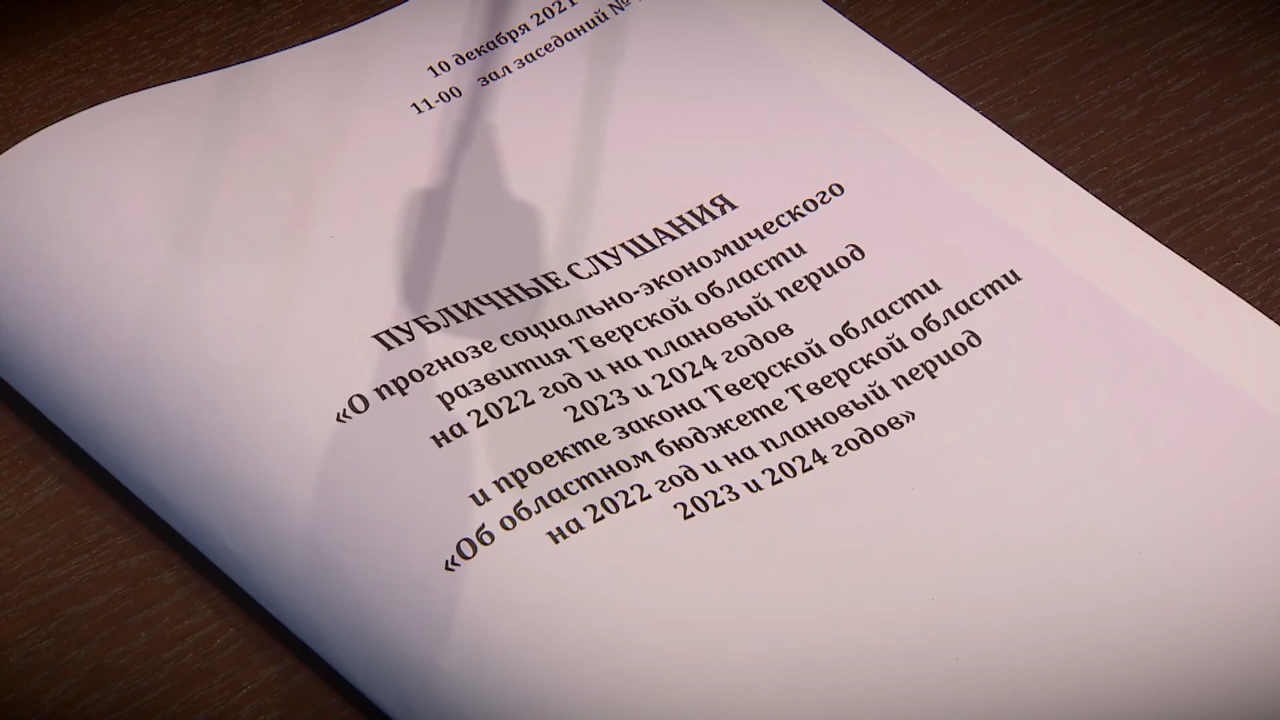 10 декабря 2021
11-00 зал заседаний №
ПУБЛИЧНЫЕ СЛУШАНИЯ
«О прогнозе социально-экономического
развития Тверской области
на 2022 год и на плановый период
2023 и 2024 годов
и проекте закона Тверской области
«Об областном бюджете Тверской области
на 2022 год и на плановый период
2023 и 2024 годов»